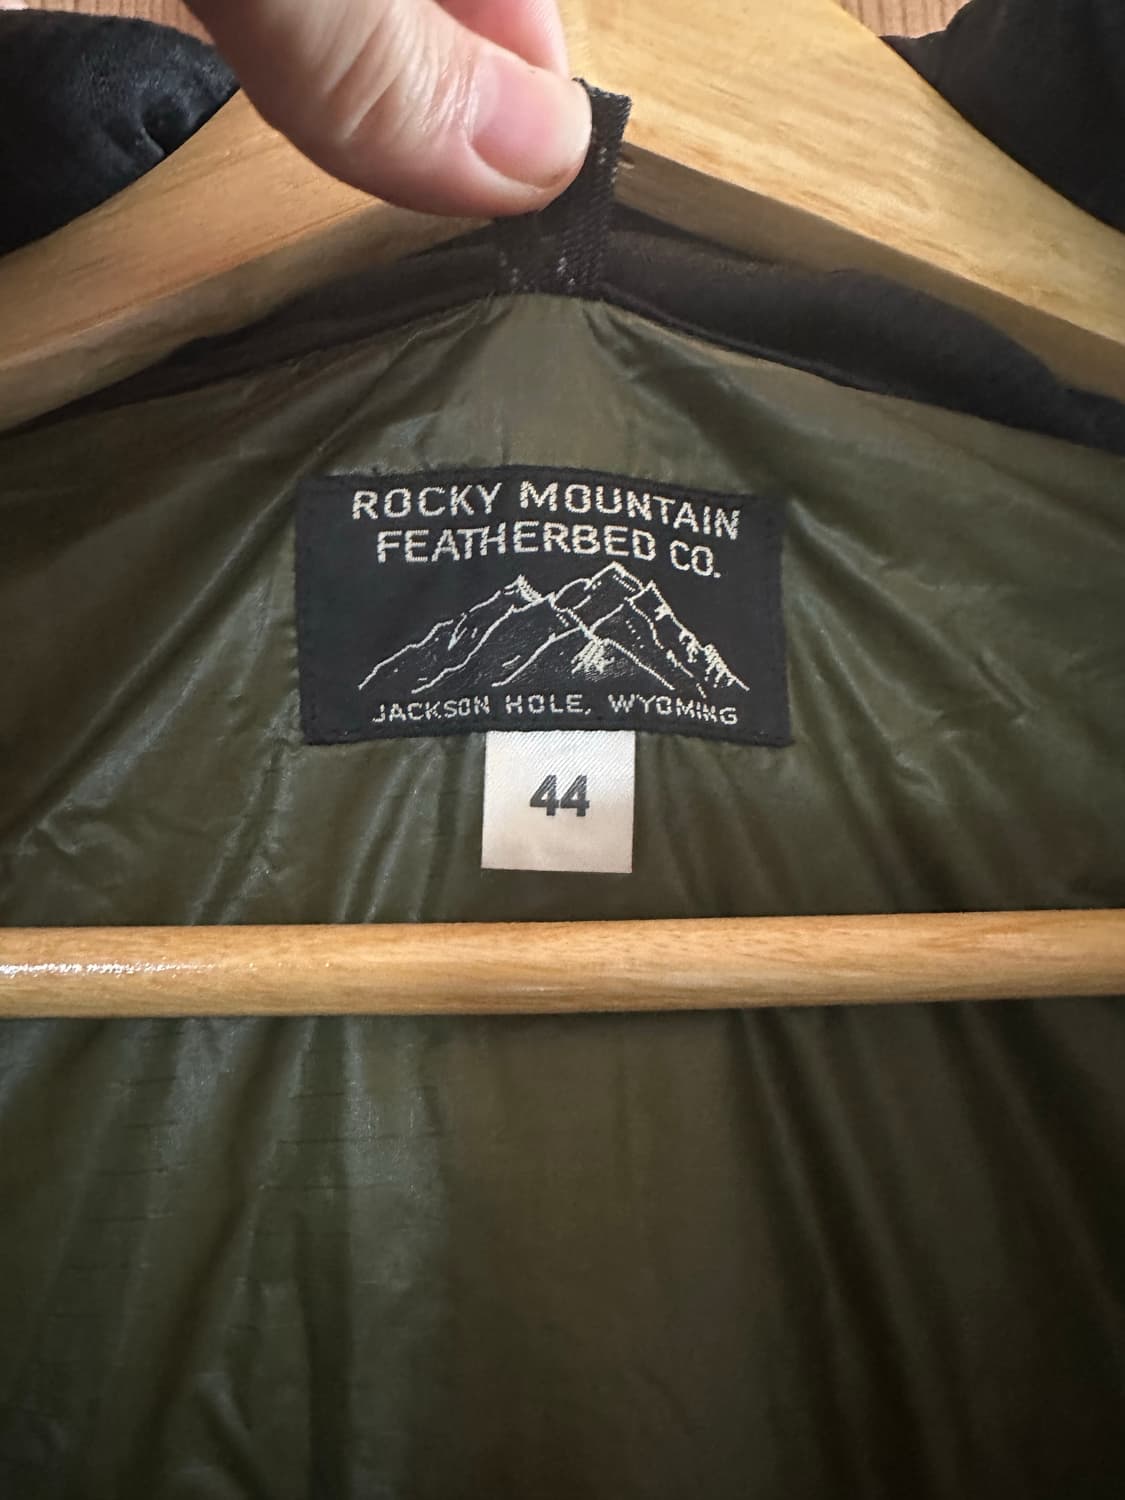 ROCKY MOUNTAIN
FEATHERBED CO.
JACKSON HOLE, WYOMING
44